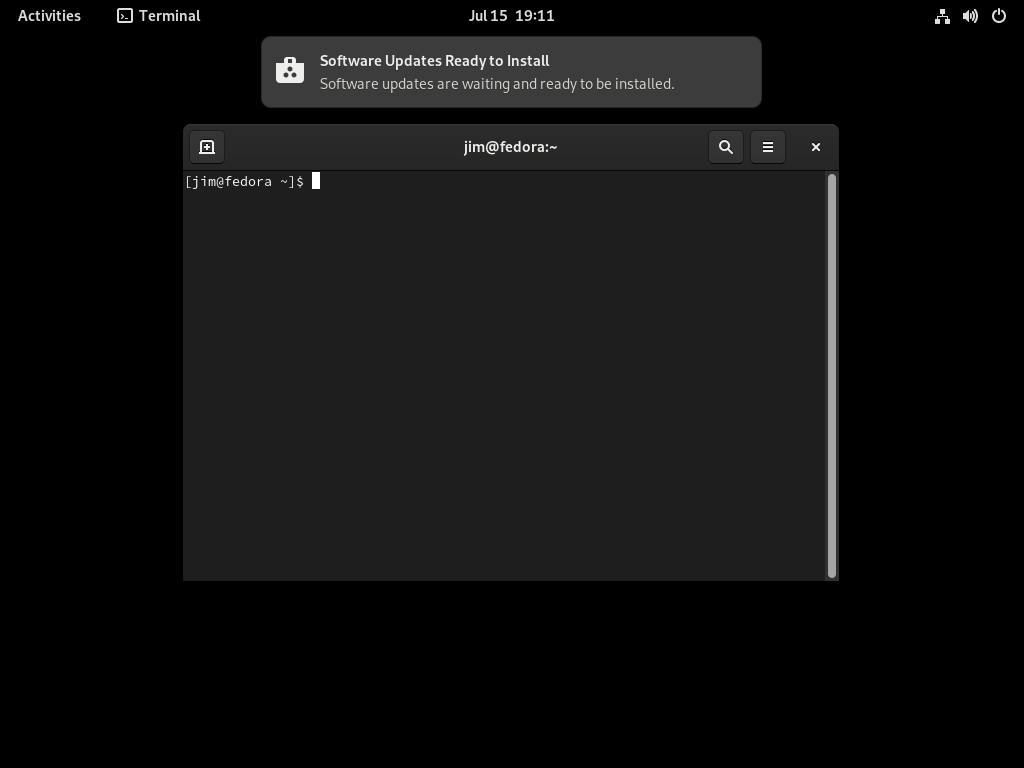 Activities
Terminal
Jul 15 19:11
Software Updates Ready to Install
Software updates are waiting and ready to be installed.
jim@fedora:~
[jim@fedora ~]$